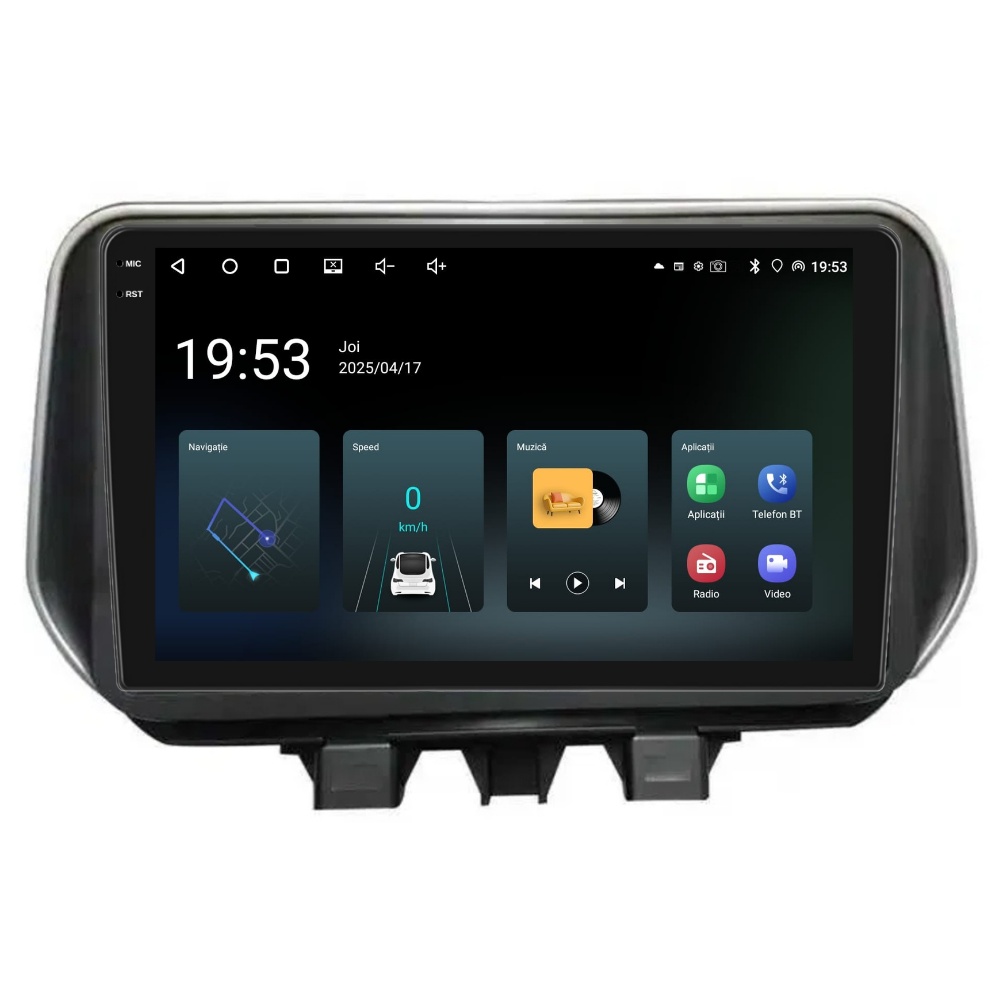 MIC
RST
19:53
19:53
Joi
2025/04/17
Navigație
Speed
0
km/h
Muzică
Aplicații
Aplicații
Telefon BT
Radio
Video